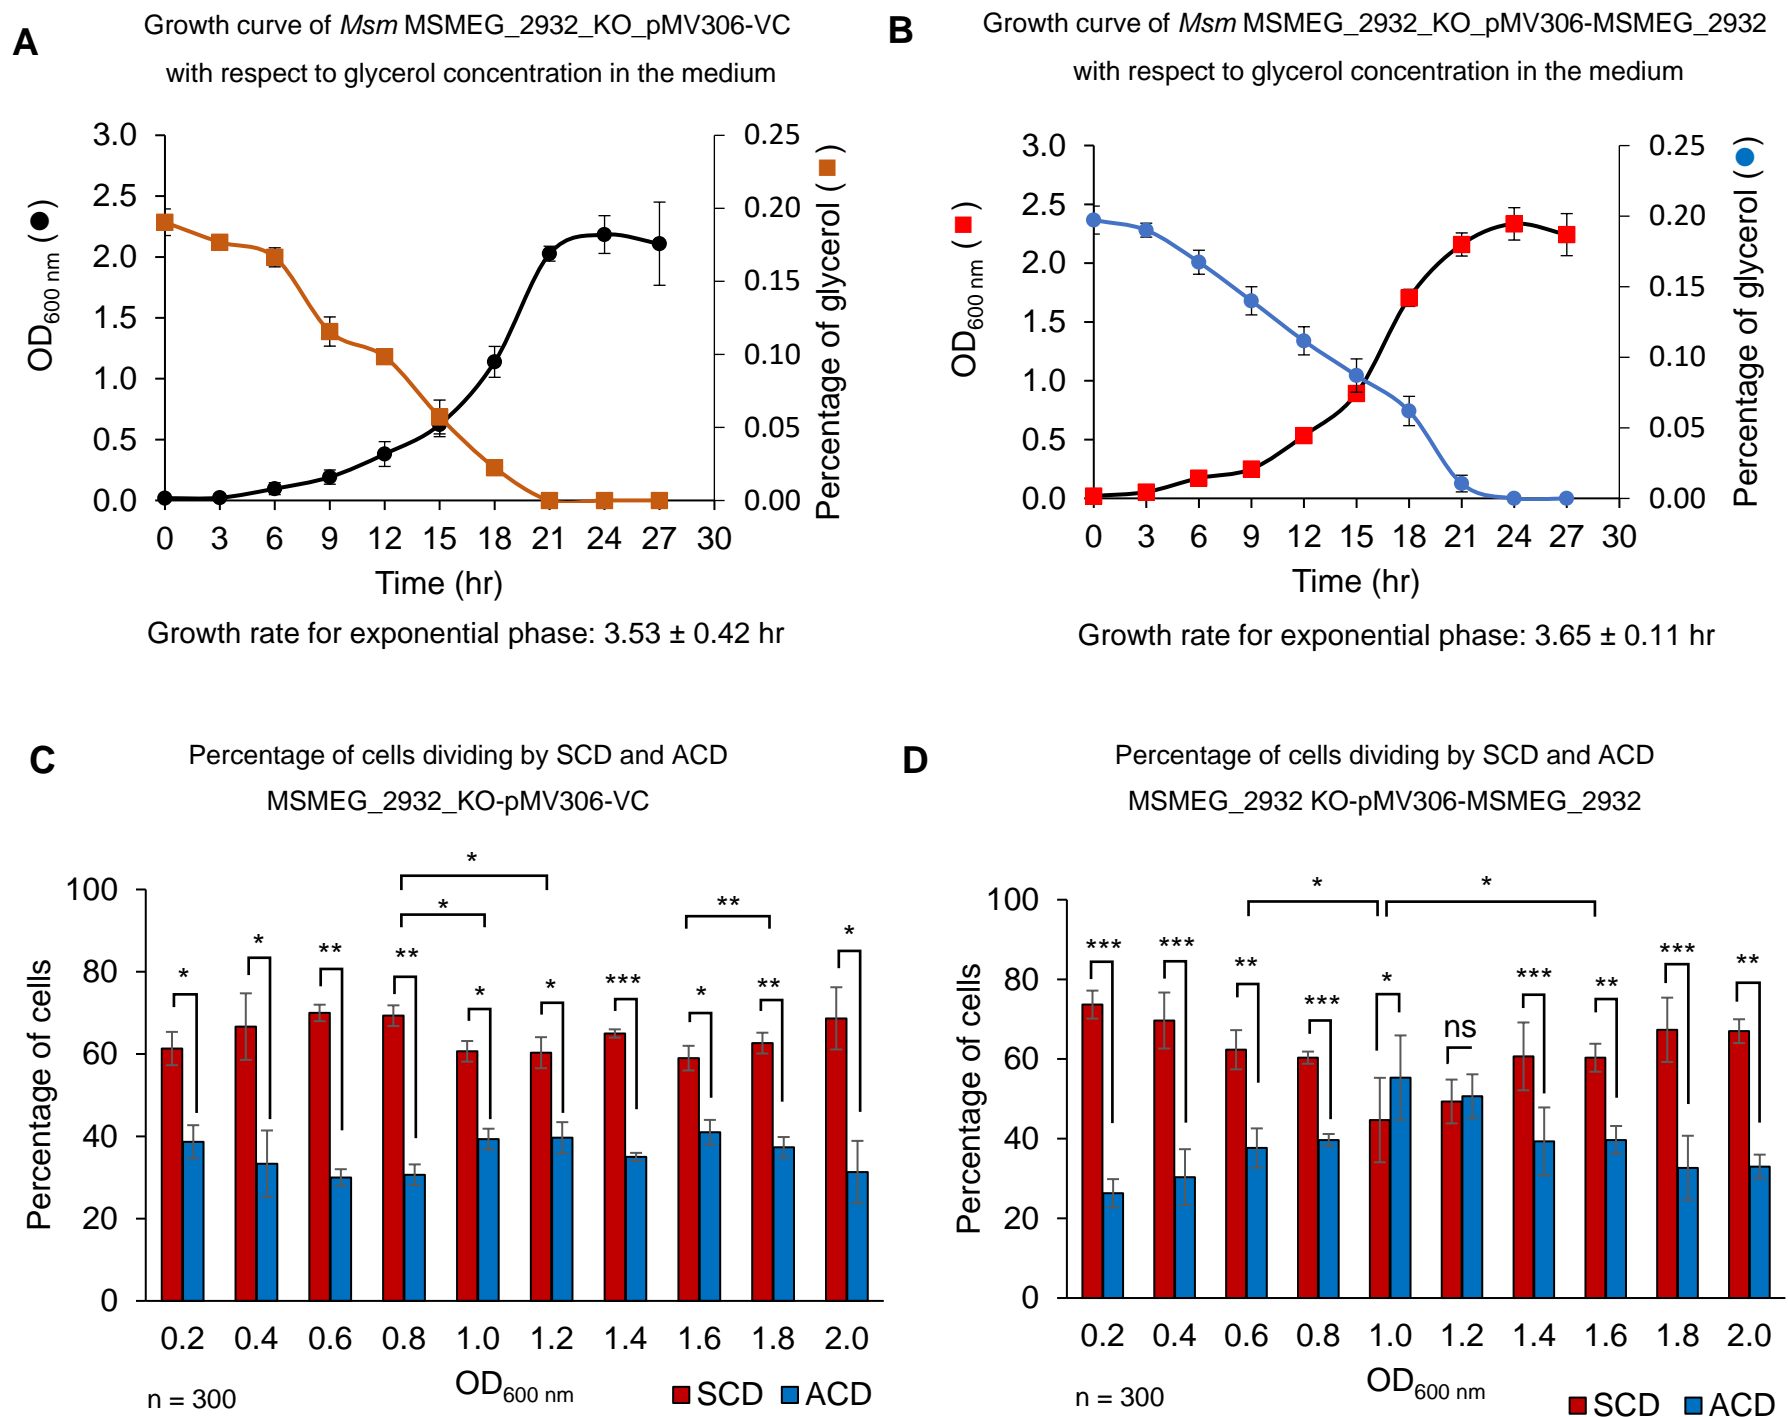 A
Growth curve of Msm MSMEG_2932_KO_pMV306-VC
with respect to glycerol concentration in the medium
3.0
2.5
2.0
1.5
1.0
0.5
0.0
OD600 nm ( )
0.25
0.20
0.15
0.10
0.05
0.00
Percentage of glycerol ( )
0 3 6 9 12 15 18 21 24 27 30
Time (hr)
Growth rate for exponential phase: 3.53 ± 0.42 hr
B
Growth curve of Msm MSMEG_2932_KO_pMV306-MSMEG_2932
with respect to glycerol concentration in the medium
3.0
2.5
2.0
1.5
1.0
0.5
0.0
OD600 nm ( )
0.25
0.20
0.15
0.10
0.05
0.00
Percentage of glycerol ( )
0 3 6 9 12 15 18 21 24 27 30
Time (hr)
Growth rate for exponential phase: 3.65 ± 0.11 hr
C
Percentage of cells dividing by SCD and ACD
MSMEG_2932_KO-pMV306-VC
100
80
60
40
20
0
Percentage of cells
*
* **
* * ** ** * * *** * ** *
0.2 0.4 0.6 0.8 1.0 1.2 1.4 1.6 1.8 2.0
OD600 nm
n = 300
SCD ACD
D
Percentage of cells dividing by SCD and ACD
MSMEG_2932 KO-pMV306-MSMEG_2932
100
80
60
40
20
0
Percentage of cells
* *
*** *** ** *** * ns *** ** *** **
0.2 0.4 0.6 0.8 1.0 1.2 1.4 1.6 1.8 2.0
OD600 nm
n = 300
SCD ACD